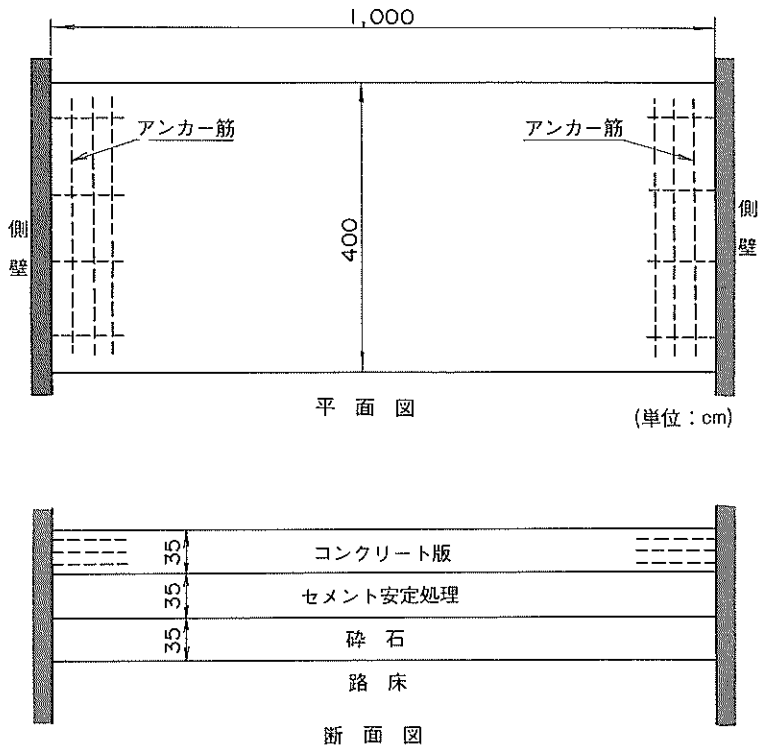 1,000
アンカー筋
アンカー筋
側壁
400
側壁
平面図
(単位：cm)
35
コンクリート版
35
セメント安定処理
35
砕石
路床
断面図